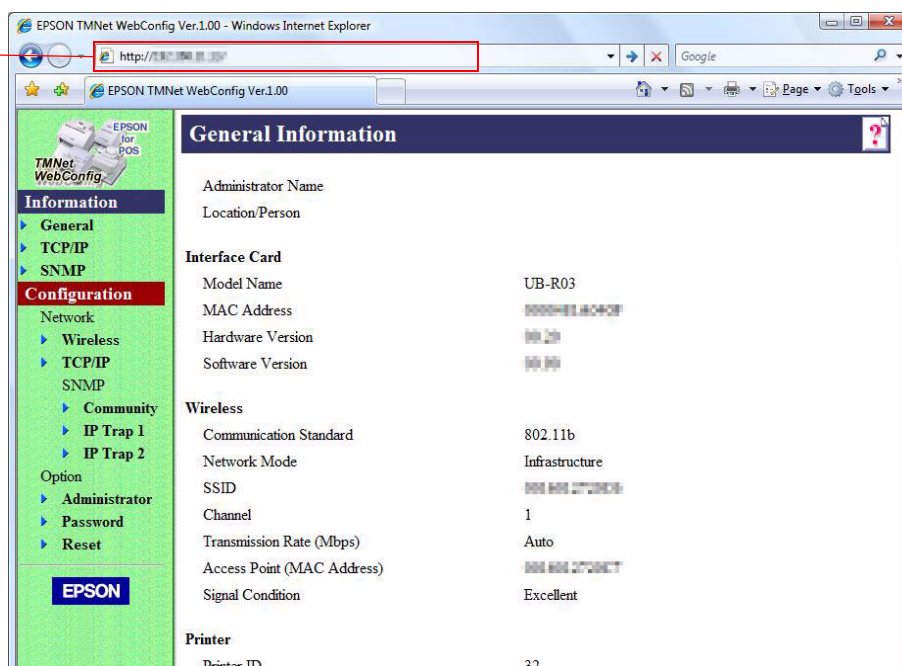 EPSON TMNet WebConfig Ver.1.00 - Windows Internet Explorer
http://
Google
EPSON TMNet WebConfig Ver.1.00
Page
Tools
EPSON
for
POS
TMNet
WebConfig
Information
General
TCP/IP
SNMP
Configuration
Network
Wireless
TCP/IP
SNMP
Community
IP Trap 1
IP Trap 2
Option
Administrator
Password
Reset
EPSON
General Information
?
Administrator Name
Location/Person
Interface Card
Model Name UB-R03
MAC Address
Hardware Version
Software Version
Wireless
Communication Standard 802.11b
Network Mode Infrastructure
SSID
Channel 1
Transmission Rate (Mbps) Auto
Access Point (MAC Address)
Signal Condition Excellent
Printer
Printer ID 32